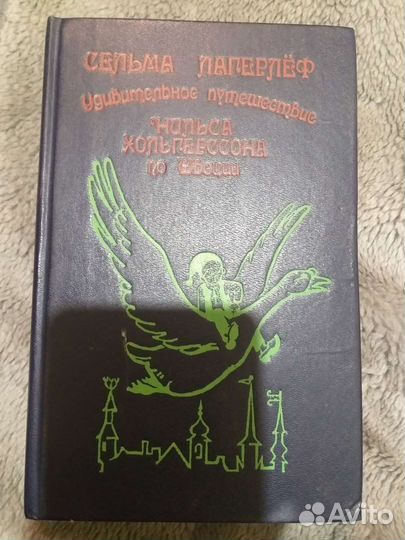 СЕЛЬМА ЛАГЕРЛЁФ
Удивительное путешествие
НИЛЬСА
ХОЛЬГЕРССОНА
по Швеции
Avito